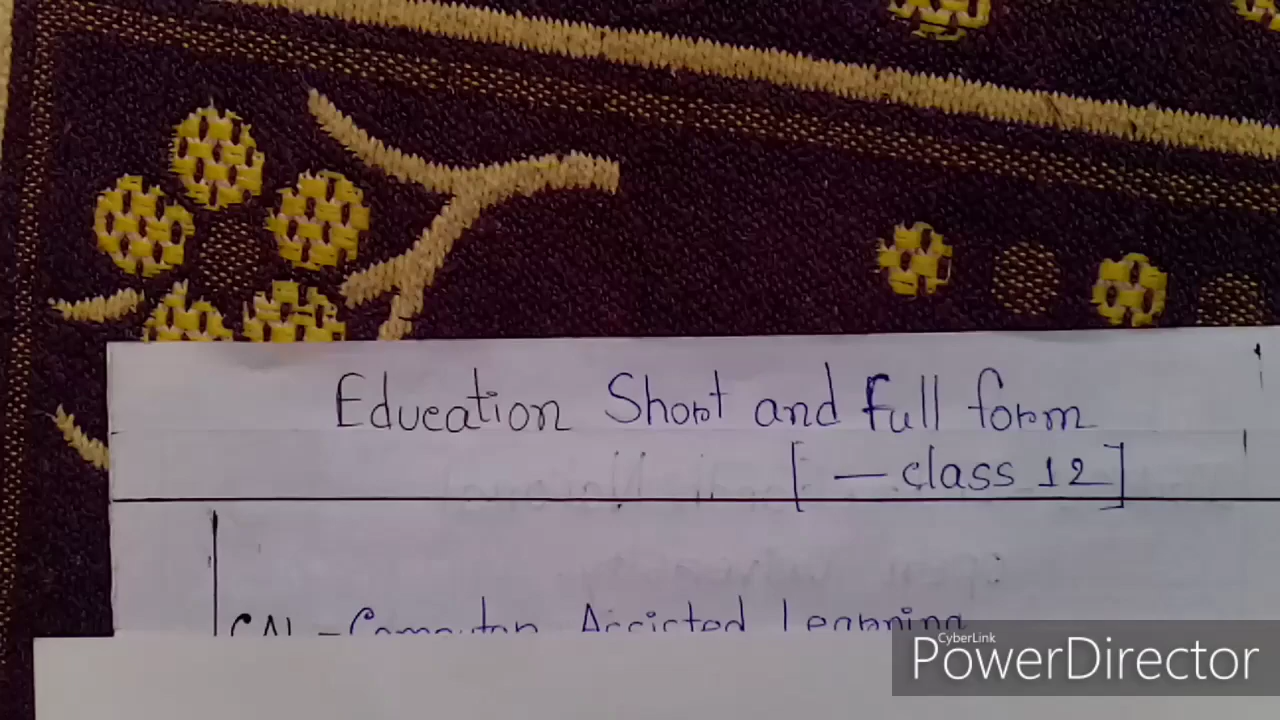 Education Short and Full form
[ — class 12 ]
CAL - Computer Assisted Learning
CyberLink
PowerDirector